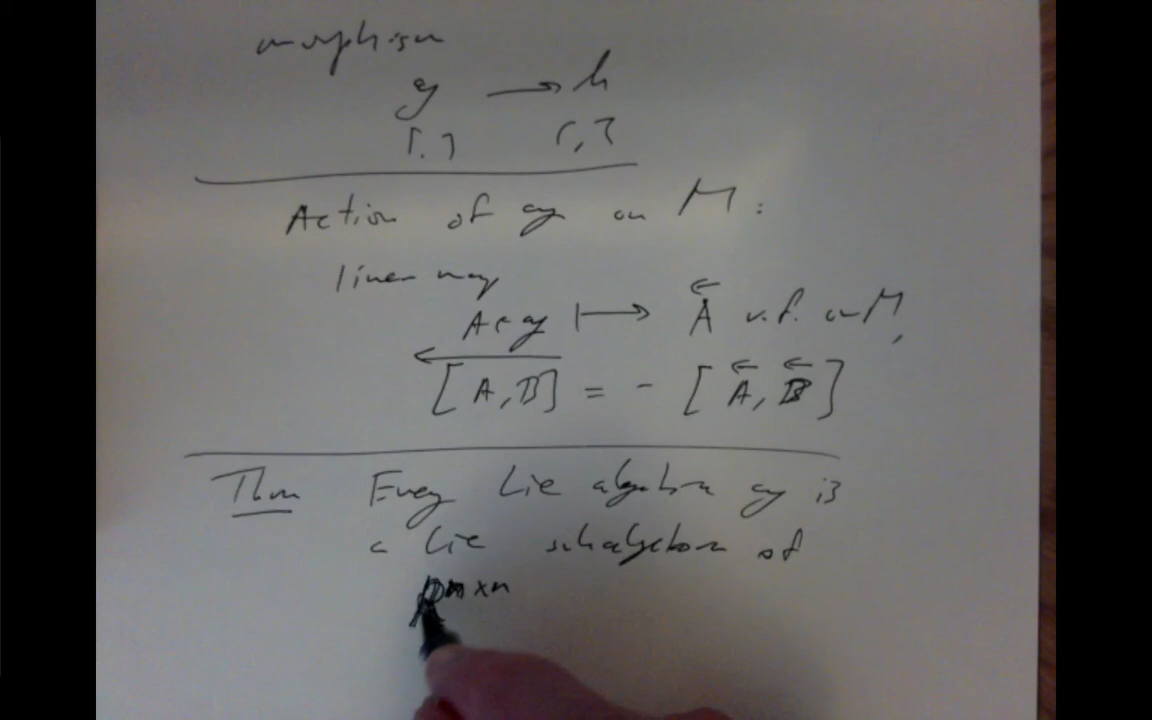 morphism
𝔤 → h
[,] [,]
Action of 𝔤 on M:
linear map
A ∈ 𝔤 ↦ A⃖ v.f. on M,
[A,B]⃖ = - [A⃖, B⃖]
Thm Every Lie algebra 𝔤 is
a Lie subalgebra of
n×n